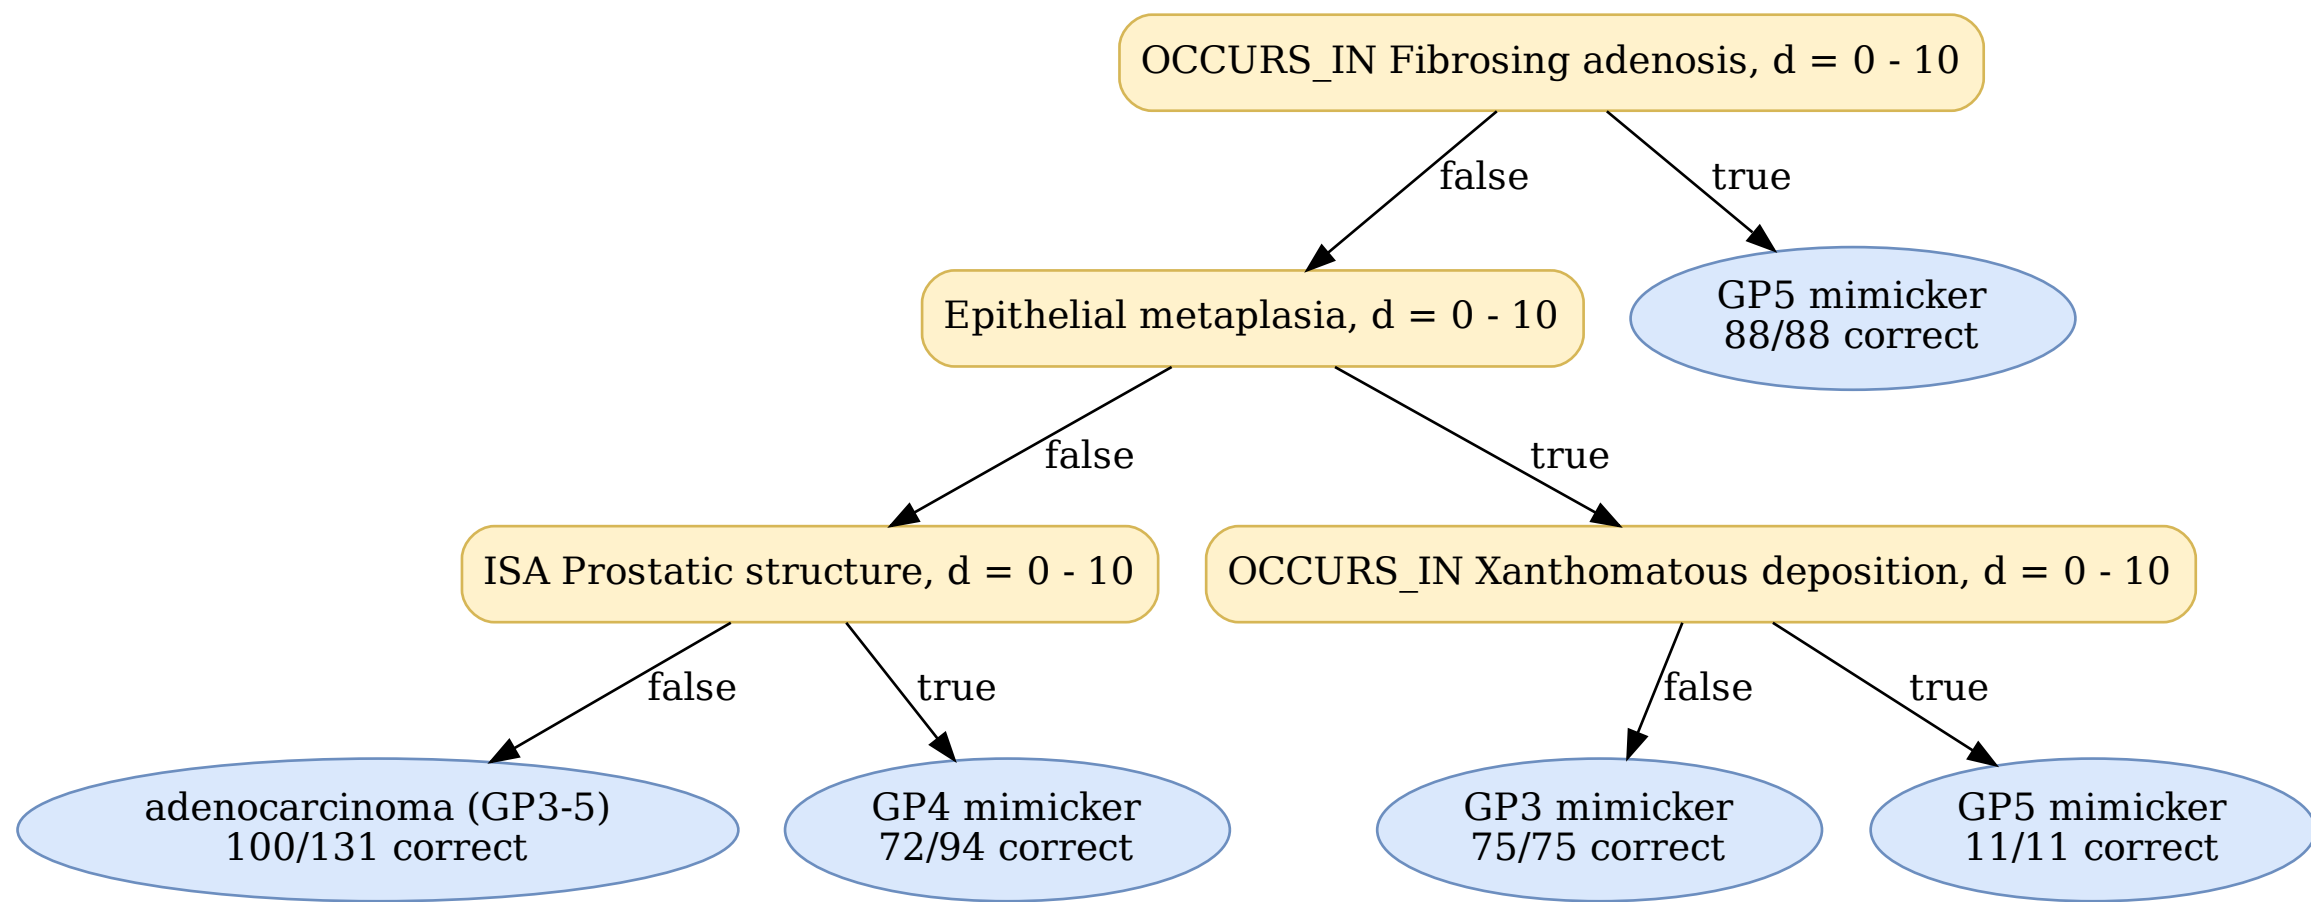 OCCURS_IN Fibrosing adenosis, d = 0 - 10
false
true
Epithelial metaplasia, d = 0 - 10
GP5 mimicker
88/88 correct
false
true
ISA Prostatic structure, d = 0 - 10
OCCURS_IN Xanthomatous deposition, d = 0 - 10
false
true
false
true
adenocarcinoma (GP3-5)
100/131 correct
GP4 mimicker
72/94 correct
GP3 mimicker
75/75 correct
GP5 mimicker
11/11 correct